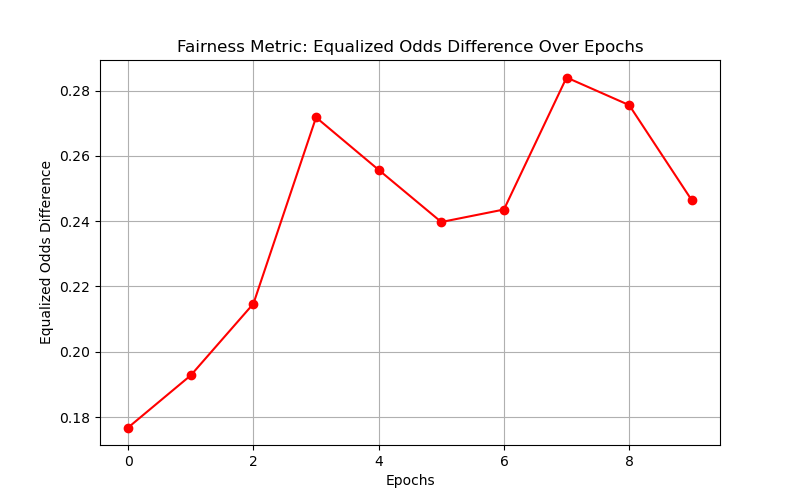 Fairness Metric: Equalized Odds Difference Over Epochs
Equalized Odds Difference
0.28
0.26
0.24
0.22
0.20
0.18
0 2 4 6 8
Epochs